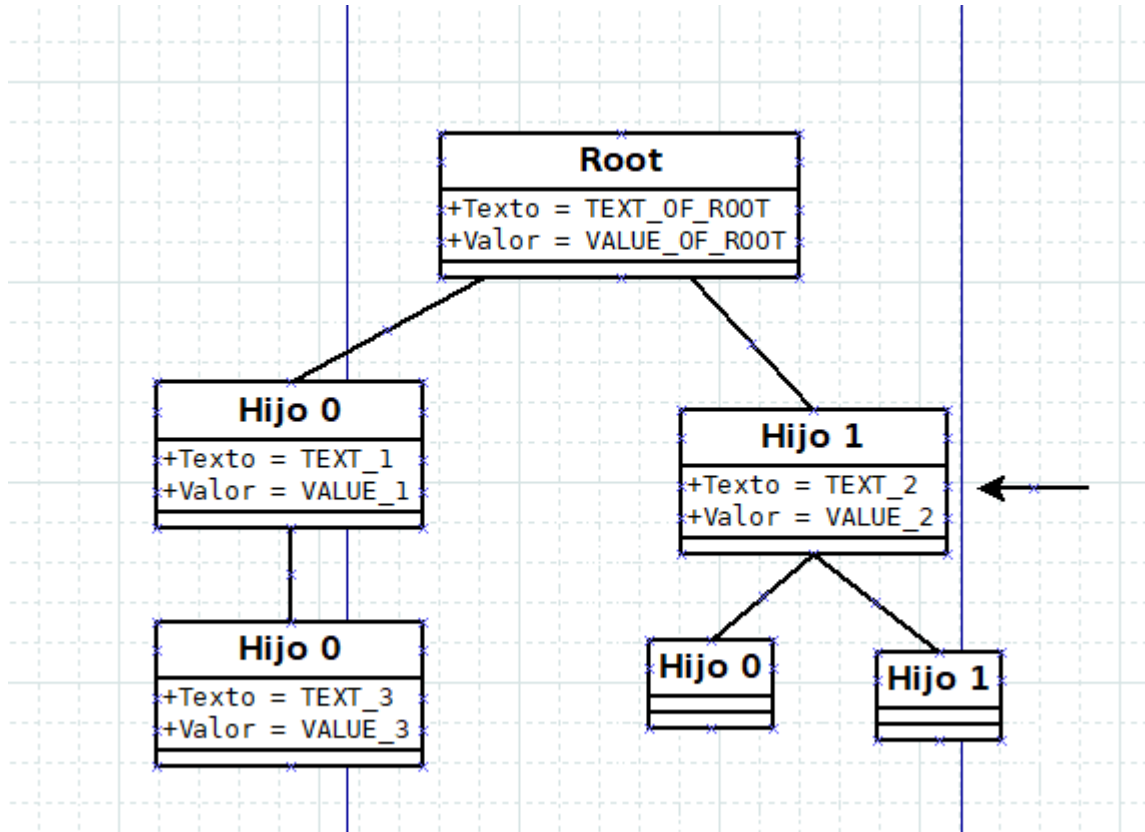 Root
+Texto = TEXT_OF_ROOT
+Valor = VALUE_OF_ROOT
Hijo 0
+Texto = TEXT_1
+Valor = VALUE_1
Hijo 1
+Texto = TEXT_2
+Valor = VALUE_2
Hijo 0
+Texto = TEXT_3
+Valor = VALUE_3
Hijo 0
Hijo 1